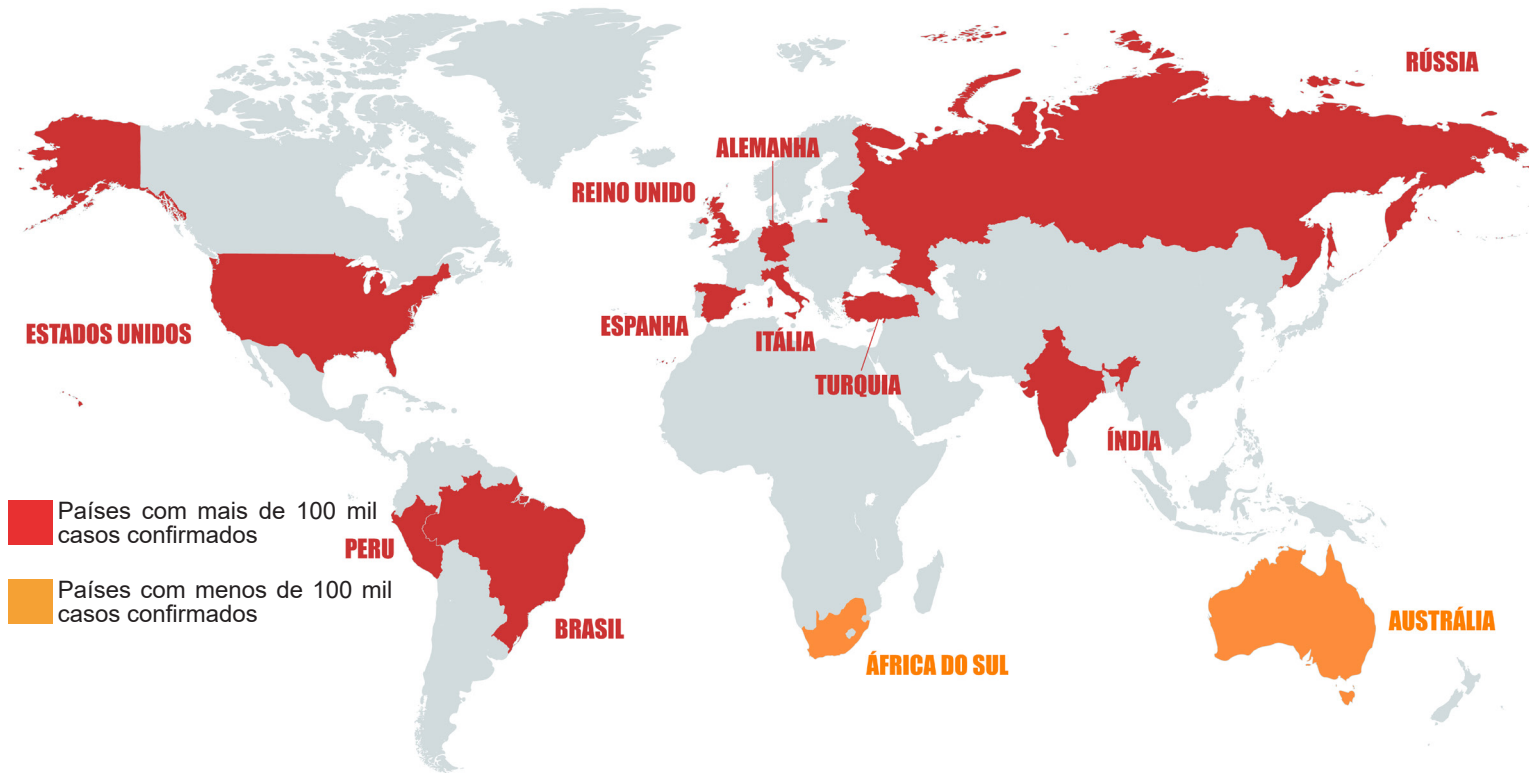 RÚSSIA
ALEMANHA
REINO UNIDO
ESTADOS UNIDOS
ESPANHA
ITÁLIA
TURQUIA
ÍNDIA
Países com mais de 100 mil
casos confirmados
PERU
Países com menos de 100 mil
casos confirmados
BRASIL
AUSTRÁLIA
ÁFRICA DO SUL